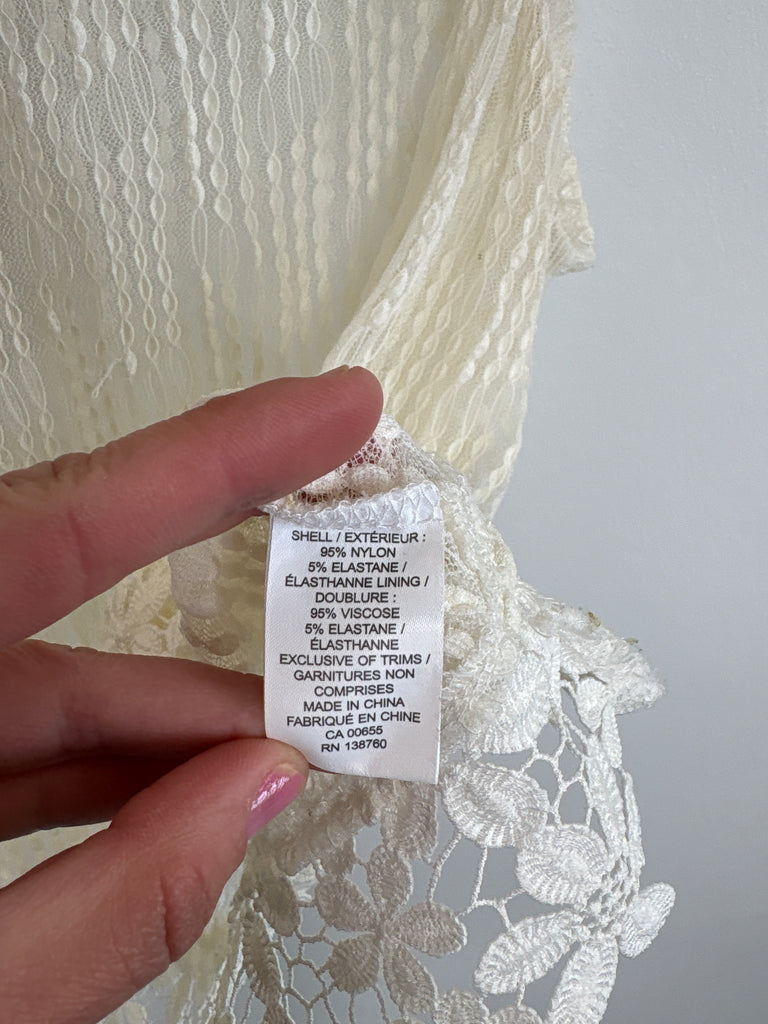 SHELL / EXTÉRIEUR :
95% NYLON
5% ELASTANE /
ÉLASTHANNE LINING /
DOUBLURE :
95% VISCOSE
5% ELASTANE /
ÉLASTHANNE
EXCLUSIVE OF TRIMS /
GARNITURES NON
COMPRISES
MADE IN CHINA
FABRIQUÉ EN CHINE
CA 00655
RN 138760